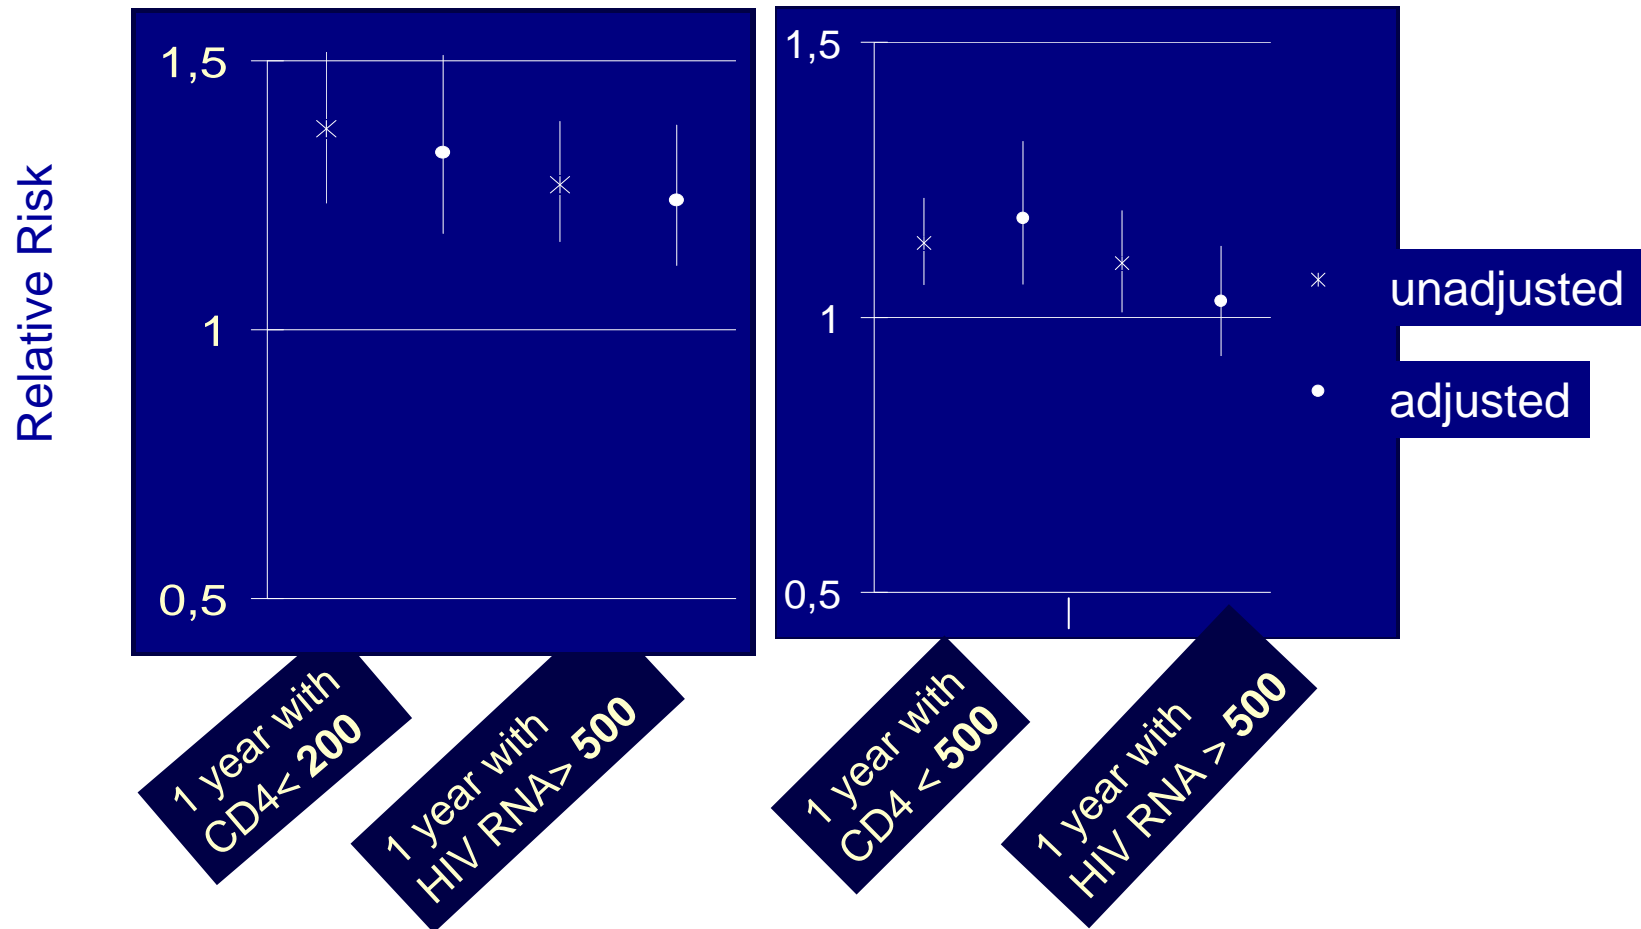 Relative Risk
1,5
1
0,5
1 year with
CD4< 200
1 year with
HIV RNA> 500
1,5
1
0,5
1 year with
CD4 < 500
1 year with
HIV RNA > 500
unadjusted
adjusted